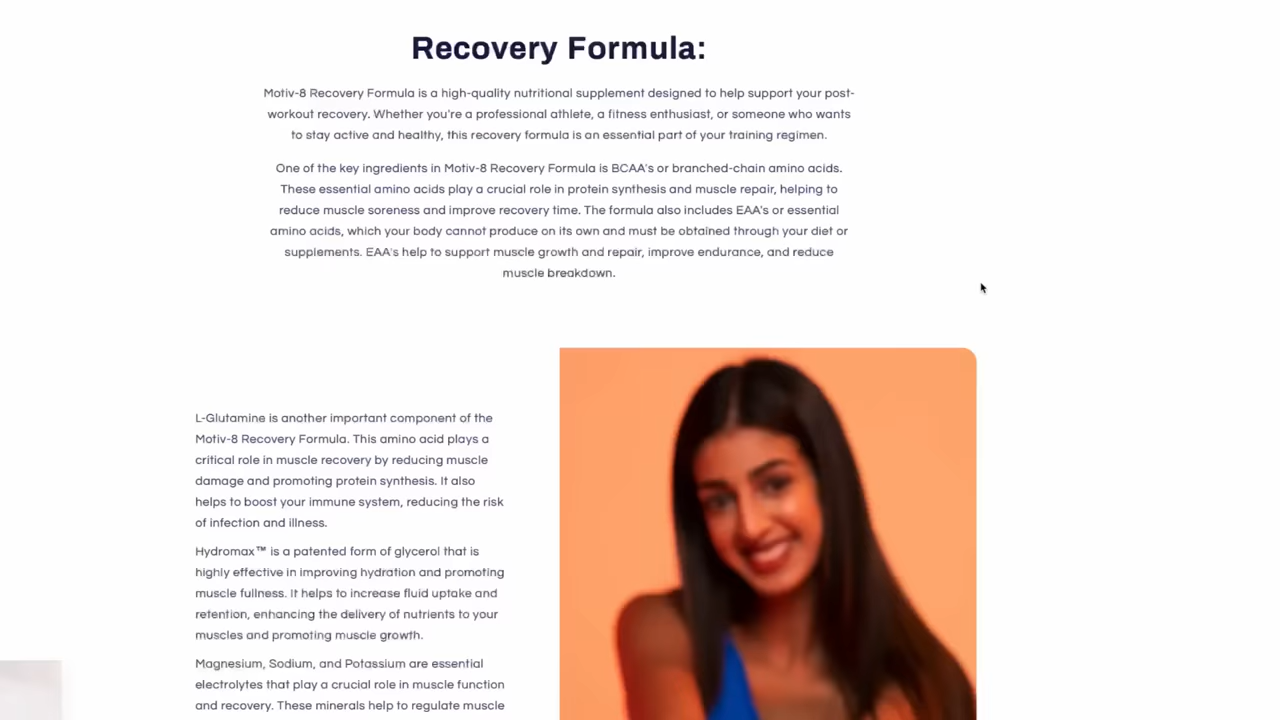 Recovery Formula:
Motiv-8 Recovery Formula is a high-quality nutritional supplement designed to help support your post-
workout recovery. Whether you're a professional athlete, a fitness enthusiast, or someone who wants
to stay active and healthy, this recovery formula is an essential part of your training regimen.
One of the key ingredients in Motiv-8 Recovery Formula is BCAA's or branched-chain amino acids.
These essential amino acids play a crucial role in protein synthesis and muscle repair, helping to
reduce muscle soreness and improve recovery time. The formula also includes EAA's or essential
amino acids, which your body cannot produce on its own and must be obtained through your diet or
supplements. EAA's help to support muscle growth and repair, improve endurance, and reduce
muscle breakdown.
L-Glutamine is another important component of the
Motiv-8 Recovery Formula. This amino acid plays a
critical role in muscle recovery by reducing muscle
damage and promoting protein synthesis. It also
helps to boost your immune system, reducing the risk
of infection and illness.
Hydromax™ is a patented form of glycerol that is
highly effective in improving hydration and promoting
muscle fullness. It helps to increase fluid uptake and
retention, enhancing the delivery of nutrients to your
muscles and promoting muscle growth.
Magnesium, Sodium, and Potassium are essential
electrolytes that play a crucial role in muscle function
and recovery. These minerals help to regulate muscle